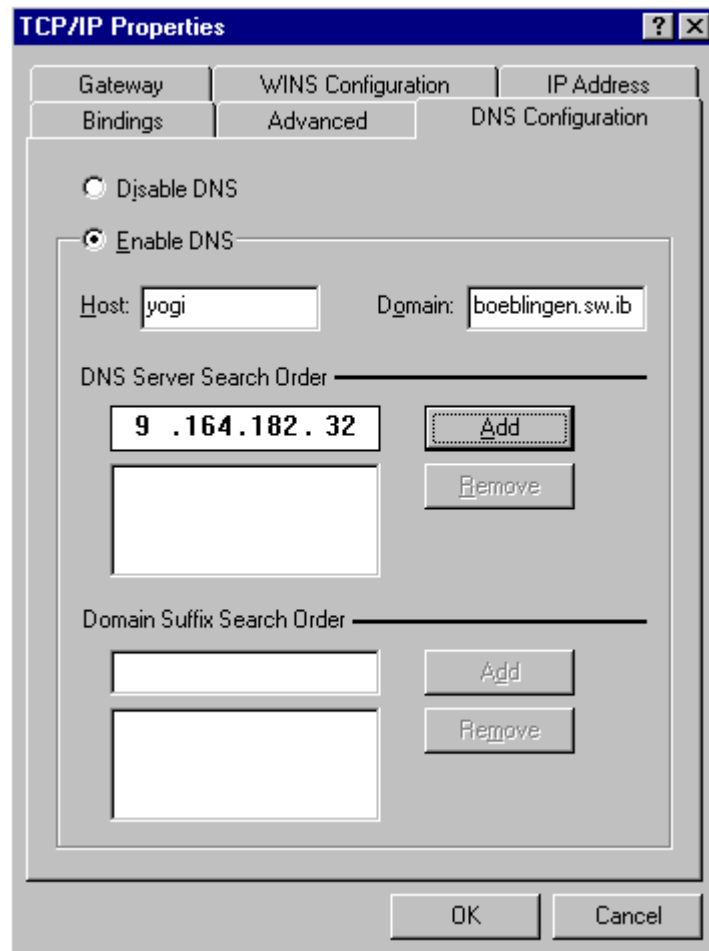 TCP/IP Properties
Gateway WINS Configuration IP Address
Bindings Advanced DNS Configuration
Disable DNS
Enable DNS
Host: yogi Domain: boeblingen.sw.ib
DNS Server Search Order
9 .164.182. 32 Add
Remove
Domain Suffix Search Order
Add
Remove
OK Cancel